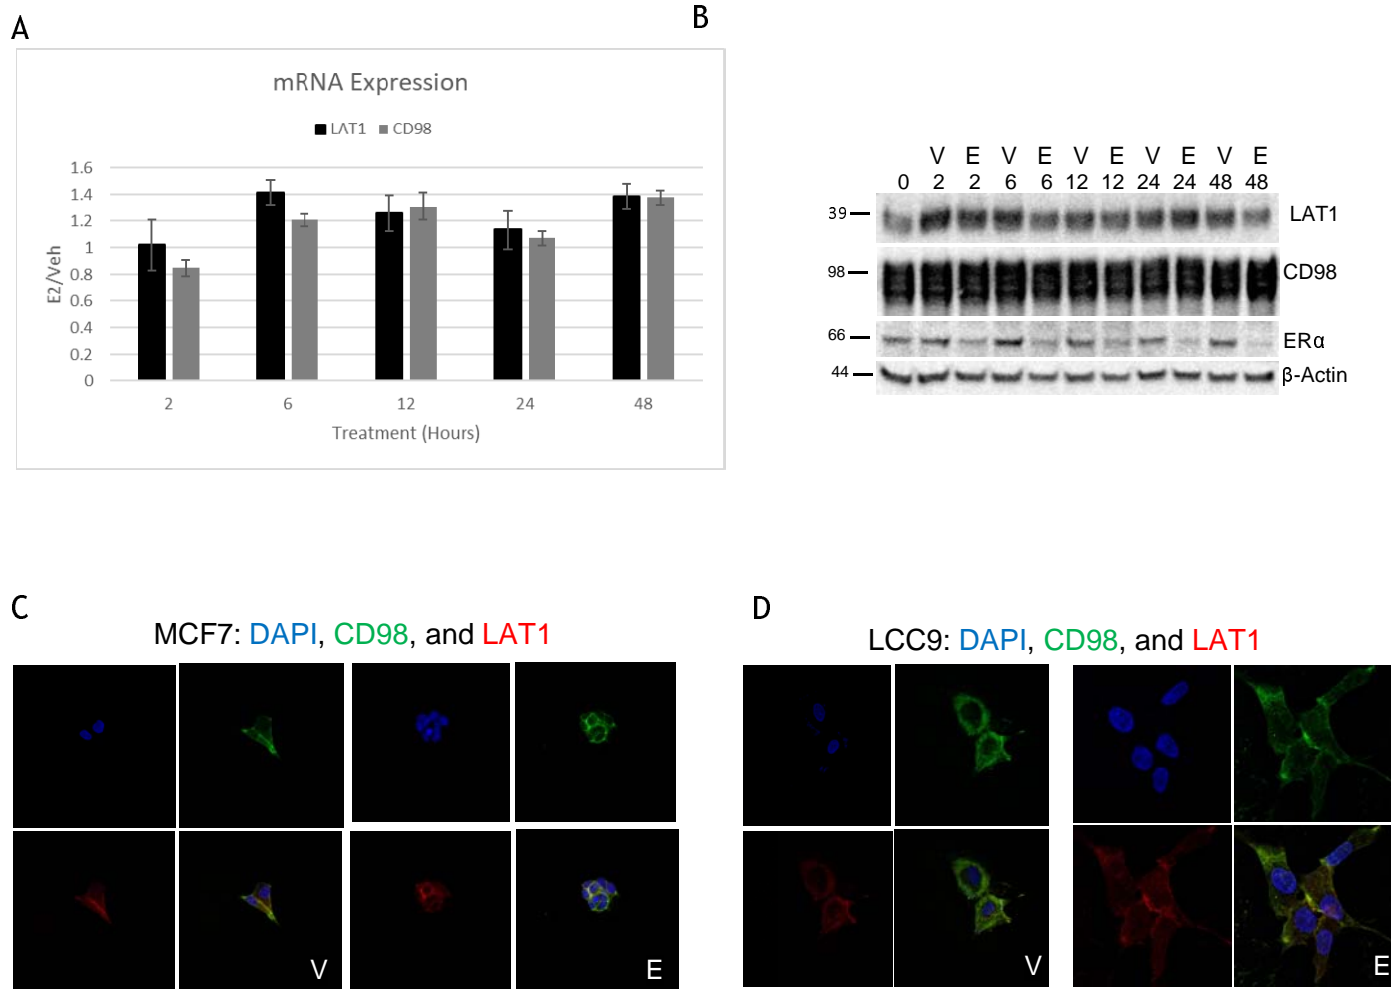 A
mRNA Expression
LAT1 CD98
E2/Veh
1.6
1.4
1.2
1
0.8
0.6
0.4
0.2
0
2 6 12 24 48
Treatment (Hours)
B
V E V E V E V E V E
0 2 2 6 6 12 12 24 24 48 48
39 LAT1
98 CD98
66 ERα
44 β-Actin
C
MCF7: DAPI, CD98, and LAT1
V E
D
LCC9: DAPI, CD98, and LAT1
V E